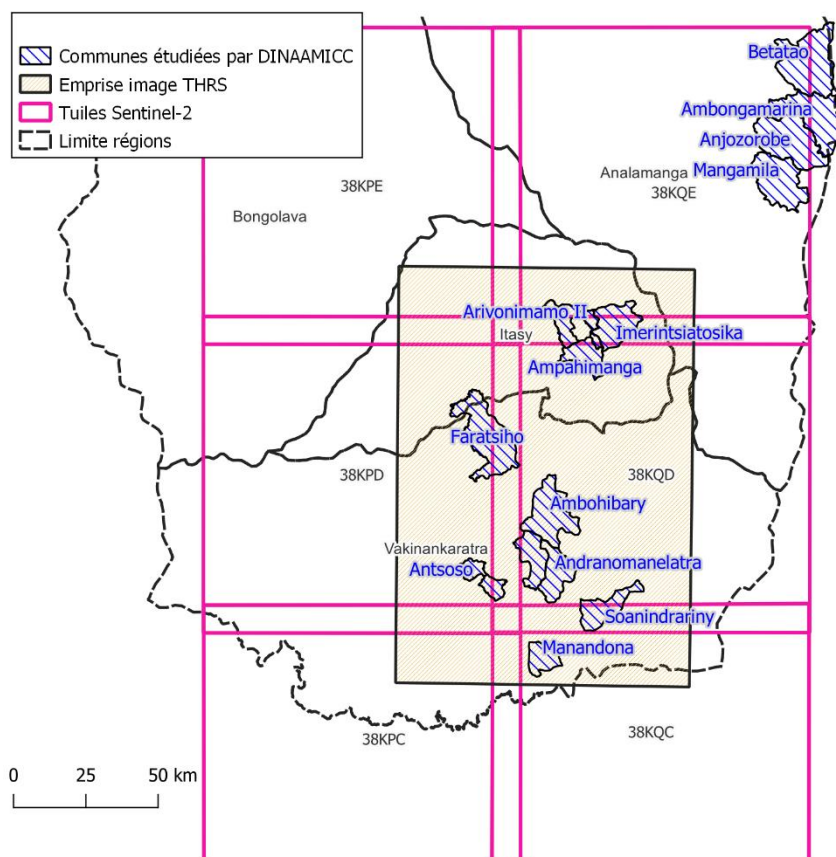 Communes étudiées par DINAAMICC
Emprise image THRS
Tuiles Sentinel-2
Limite régions
Betatao
Ambongamarina
Anjozorobe
Mangamila
Analamanga
38KPE
38KQE
Bongolava
Arivonimamo II
Itasy
Imerintsiatosika
Ampahimanga
Faratsiho
38KPD
38KQD
Ambohibary
Vakinankaratra
Antsoso
Andranomanelatra
Soanindrariny
Manandona
38KPC
38KQC
0 25 50 km